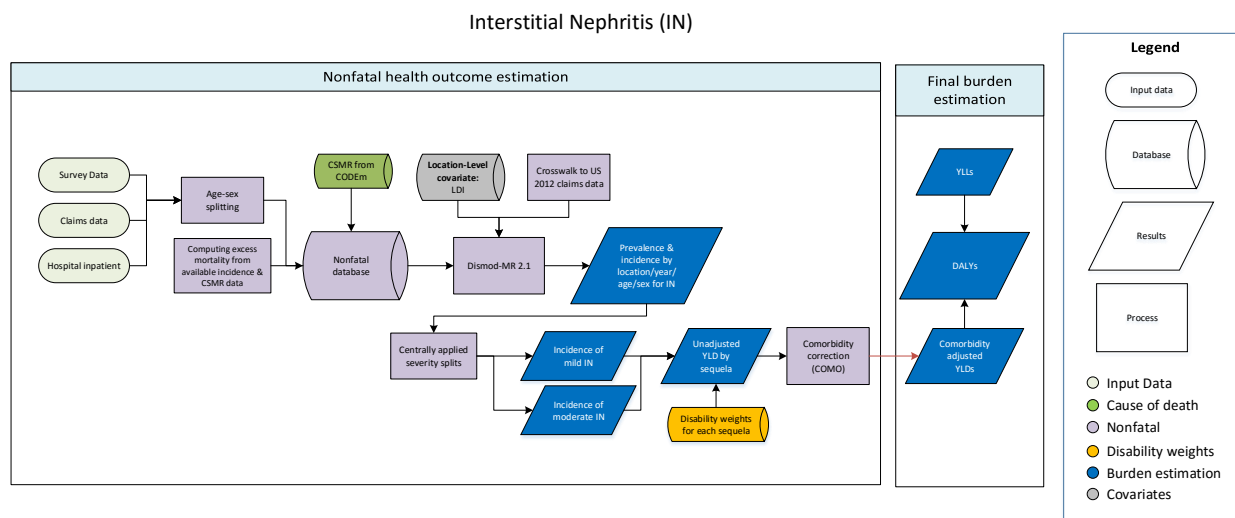 Interstitial Nephritis (IN)
Nonfatal health outcome estimation
Survey Data
Claims data
Hospital inpatient
Age-sex
splitting
Computing excess
mortality from
available incidence &
CSMR data
CSMR from
CODEm
Nonfatal
database
Location-Level
covariate:
LDI
Crosswalk to US
2012 claims data
Dismod-MR 2.1
Prevalence &
incidence by
location/year/
age/sex for IN
Centrally applied
severity splits
Incidence of
mild IN
Incidence of
moderate IN
Unadjusted
YLD by
sequela
Disability weights
for each sequela
Comorbidity
correction
(COMO)
Final burden
estimation
YLLs
DALYs
Comorbidity
adjusted
YLDs
Legend
Input data
Database
Results
Process
Input Data
Cause of death
Nonfatal
Disability weights
Burden estimation
Covariates